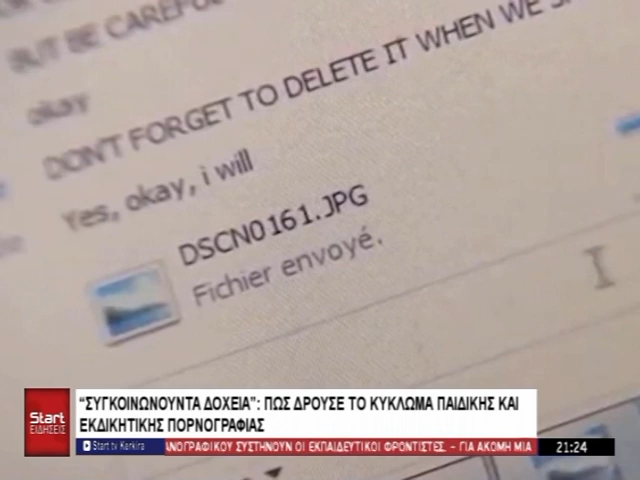 BUT BE CAREFUL
okay
DON'T FORGET TO DELETE IT WHEN WE
Yes, okay, i will
DSCN0161.JPG
Fichier envoyé.
Start
ΕΙΔΗΣΕΙΣ
"ΣΥΓΚΟΙΝΩΝΟΥΝΤΑ ΔΟΧΕΙΑ": ΠΩΣ ΔΡΟΥΣΕ ΤΟ ΚΥΚΛΩΜΑ ΠΑΙΔΙΚΗΣ ΚΑΙ
ΕΚΔΙΚΗΤΙΚΗΣ ΠΟΡΝΟΓΡΑΦΙΑΣ
Start tv Kerkira ΑΝΟΓΡΑΦΙΚΟΥ ΣΥΣΤΗΝΟΥΝ ΟΙ ΕΚΠΑΙΔΕΥΤΙΚΟΙ ΦΡΟΝΤΙΣΤΕΣ. - ΓΙΑ ΑΚΟΜΗ ΜΙΑ 21:24